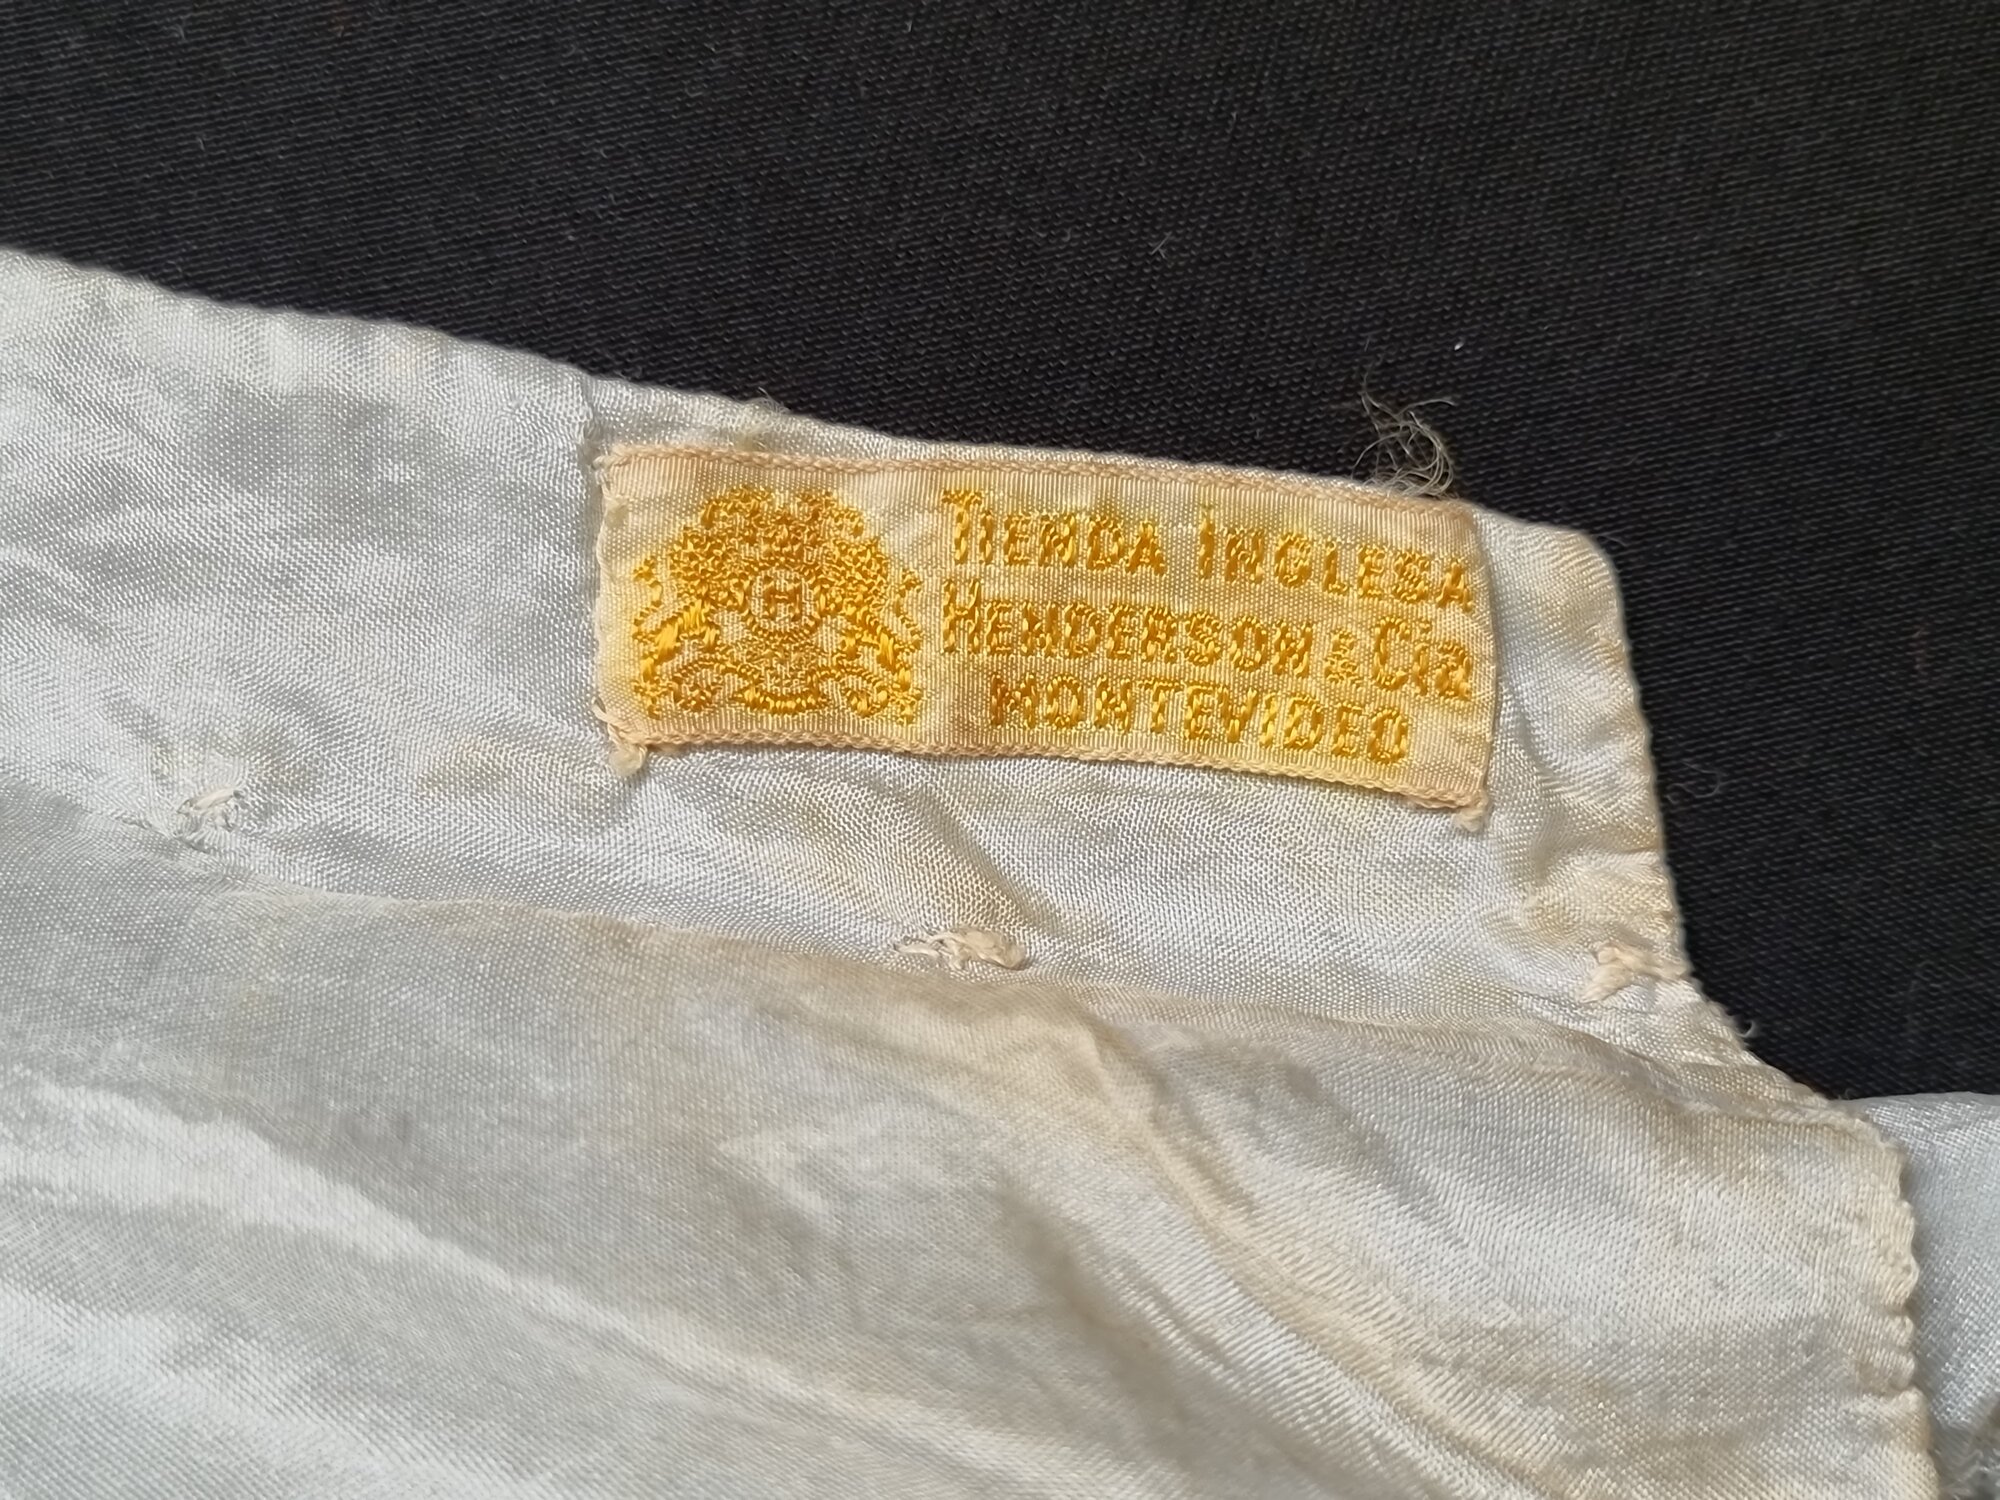 H
TIENDA INGLESA
HENDERSON & Cia
MONTEVIDEO